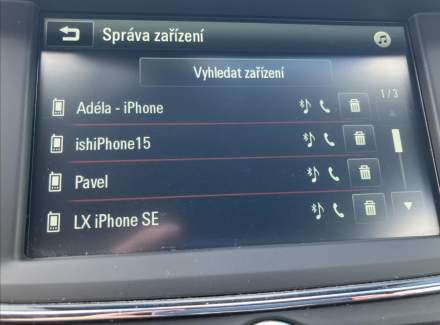 Správa zařízení
Vyhledat zařízení
Adéla - iPhone
1/3
ishiPhone15
Pavel
LX iPhone SE